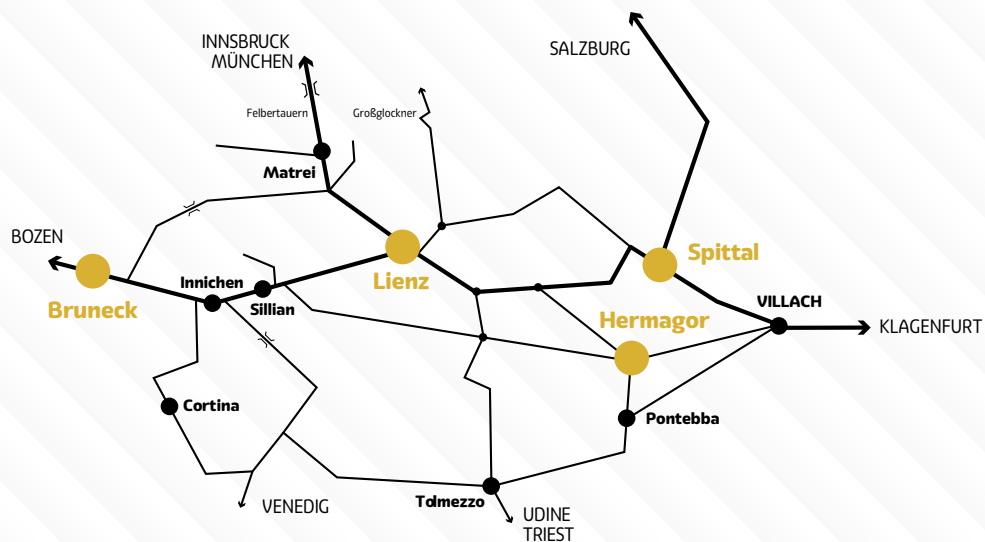 INNSBRUCK
MÜNCHEN
SALZBURG
Felbertauern
Großglockner
Matrei
BOZEN
Bruneck
Innichen
Sillian
Lienz
Spittal
VILLACH
KLAGENFURT
Hermagor
Cortina
Pontebba
VENEDIG
Tolmezzo
UDINE
TRIEST